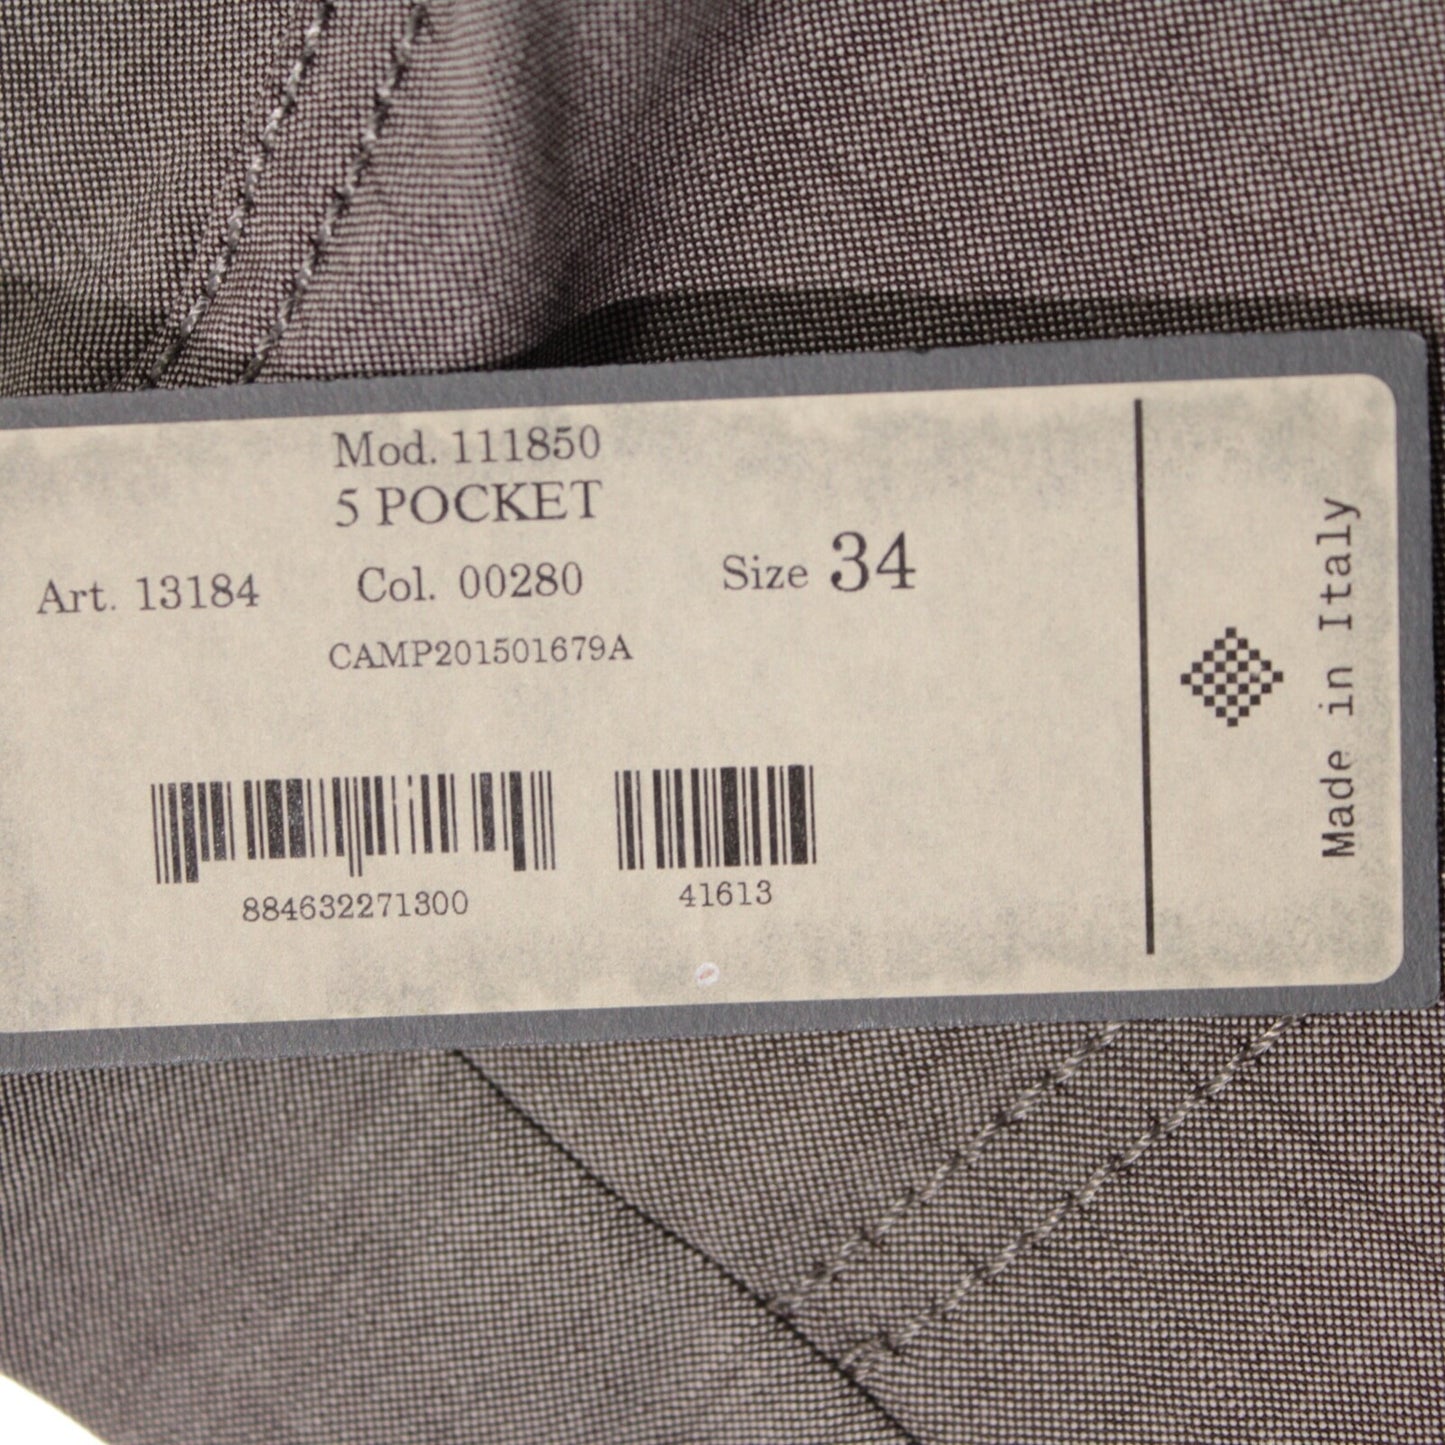 Mod. 111850
5 POCKET
Art. 13184 Col. 00280 Size 34
CAMP201501679A
884632271300 41613
Made in Italy